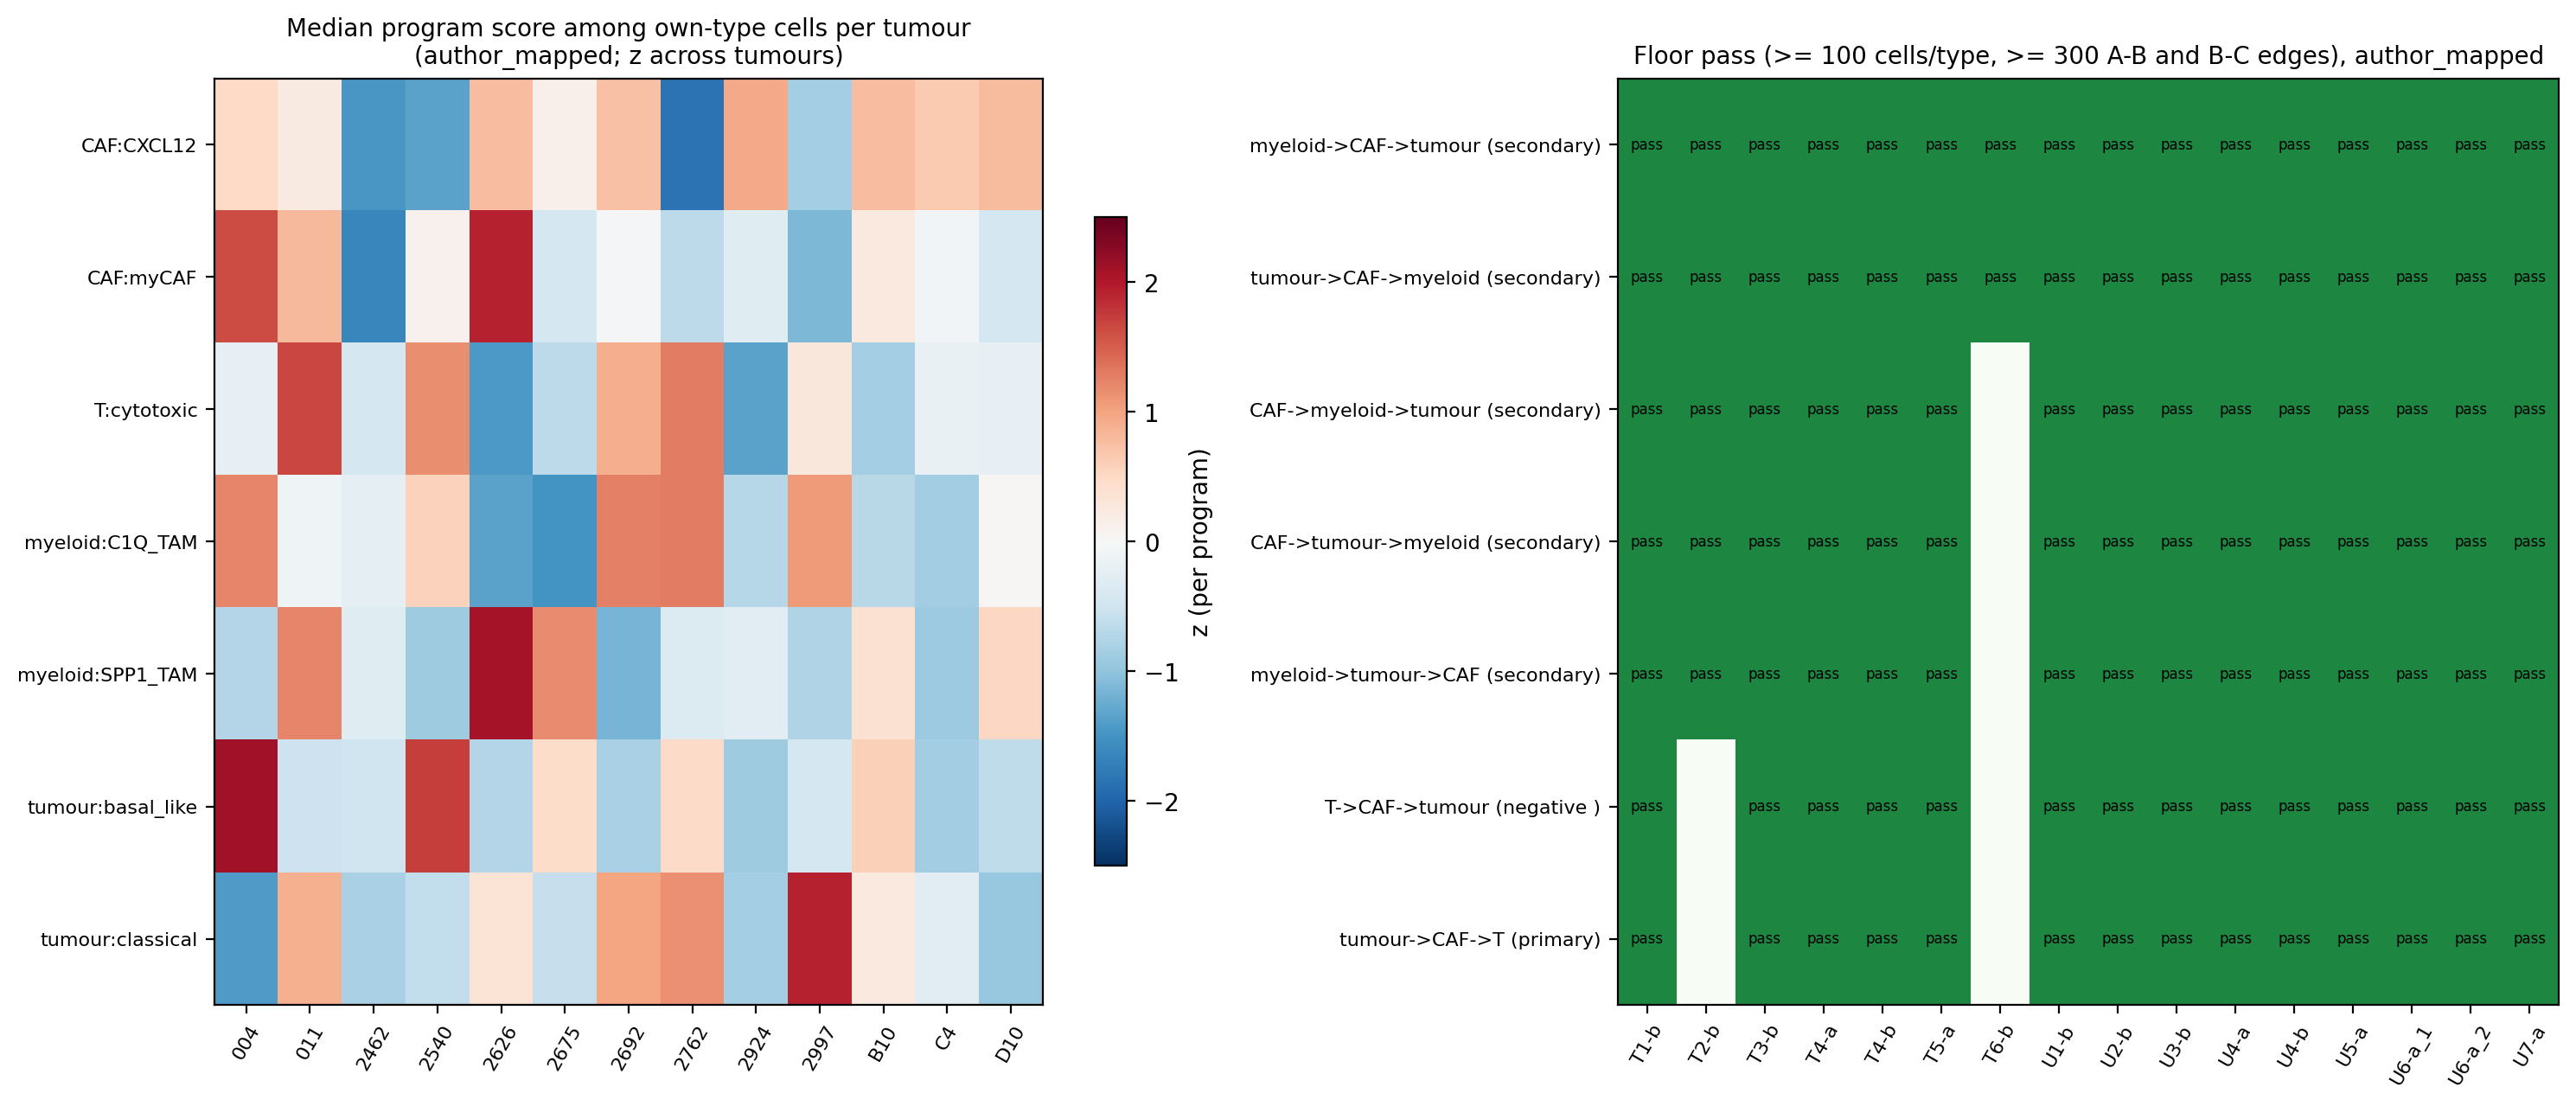 Median program score among own-type cells per tumour
(author_mapped; z across tumours)
CAF:CXCL12
CAF:myCAF
T:cytotoxic
myeloid:C1Q_TAM
myeloid:SPP1_TAM
tumour:basal_like
tumour:classical
004 011 2462 2540 2626 2675 2692 2762 2924 2997 B10 C4 D10
2
1
0
−1
−2
z (per program)
Floor pass (>= 100 cells/type, >= 300 A-B and B-C edges), author_mapped
myeloid->CAF->tumour (secondary) pass pass pass pass pass pass pass pass pass pass pass pass pass pass pass pass
tumour->CAF->myeloid (secondary) pass pass pass pass pass pass pass pass pass pass pass pass pass pass pass pass
CAF->myeloid->tumour (secondary) pass pass pass pass pass pass pass pass pass pass pass pass pass pass pass
CAF->tumour->myeloid (secondary) pass pass pass pass pass pass pass pass pass pass pass pass pass pass pass
myeloid->tumour->CAF (secondary) pass pass pass pass pass pass pass pass pass pass pass pass pass pass pass
T->CAF->tumour (negative ) pass pass pass pass pass pass pass pass pass pass pass pass pass pass
tumour->CAF->T (primary) pass pass pass pass pass pass pass pass pass pass pass pass pass pass
T1-b T2-b T3-b T4-a T4-b T5-a T6-b U1-b U2-b U3-b U4-a U4-b U5-a U6-a_1 U6-a_2 U7-a